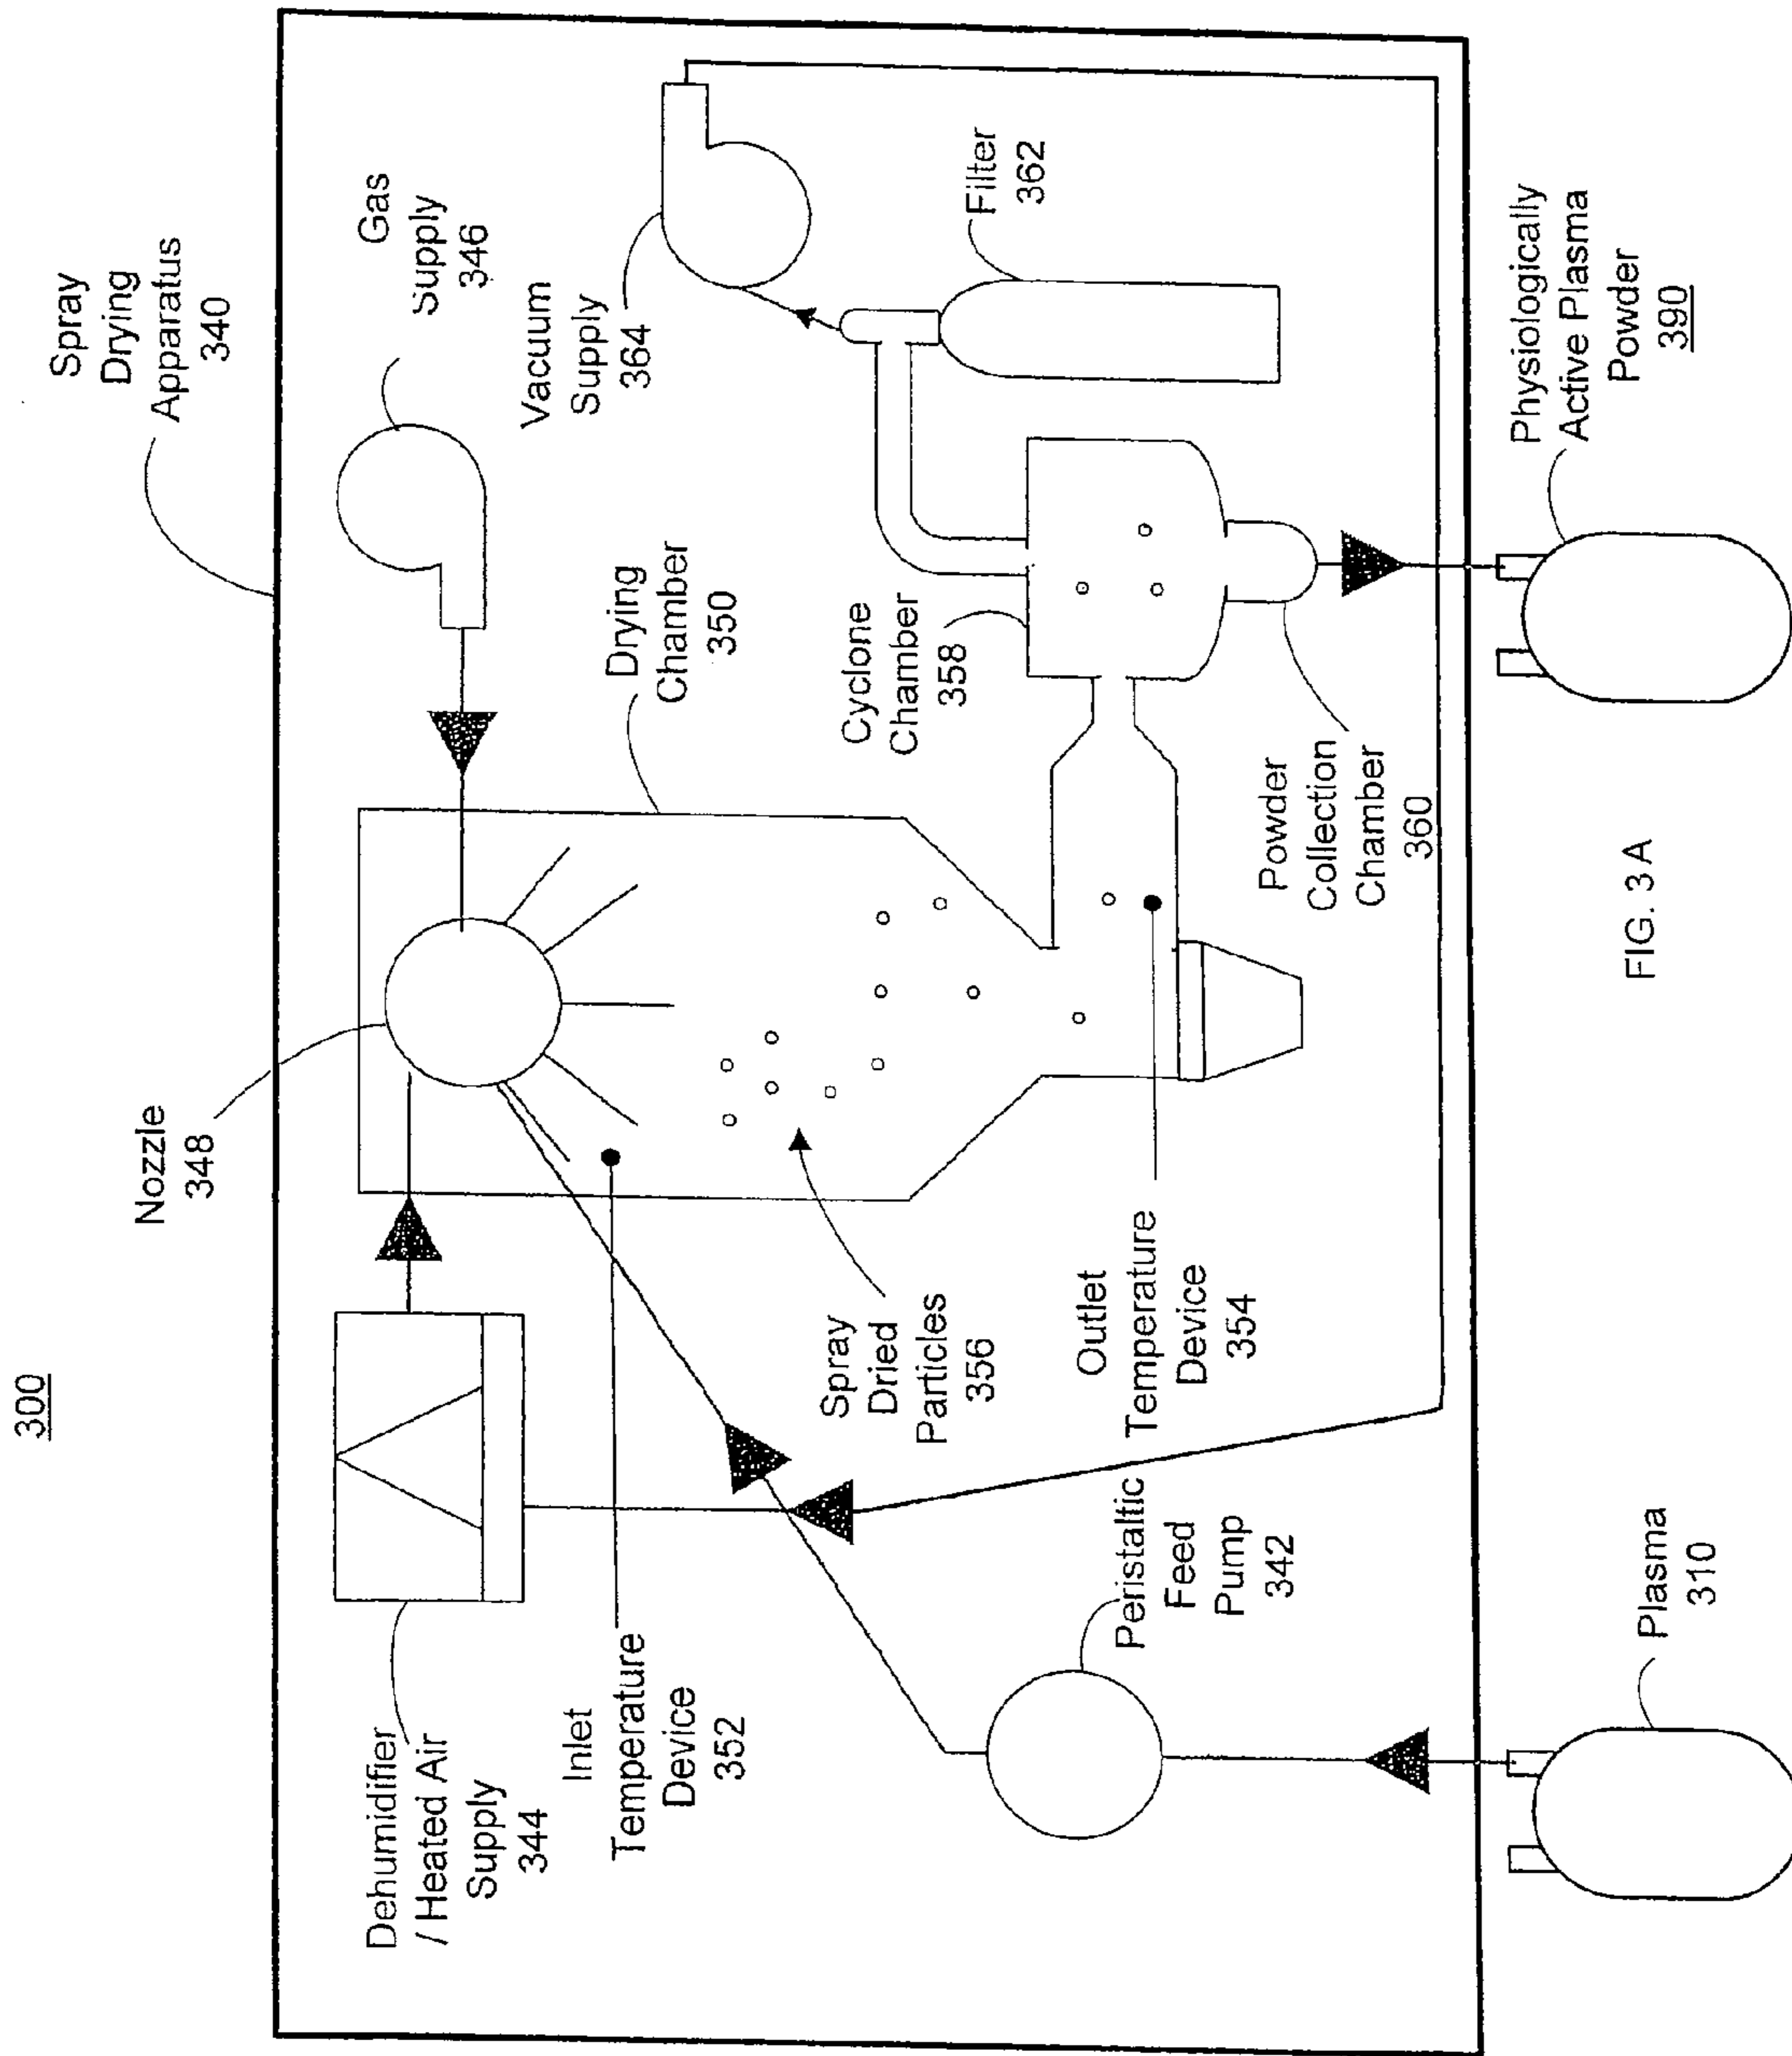 300
Spray
Drying
Apparatus
340
Nozzle
348
Gas
Supply
346
Dehumidifier
/ Heated Air
Supply
344
Drying
Chamber
350
Vacuum
Supply
364
Inlet
Temperature
Device
352
Spray
Dried
Particles
356
Cyclone
Chamber
358
Filter
362
Outlet
Temperature
Device
354
Peristaltic
Feed
Pump
342
Powder
Collection
Chamber
360
Plasma
310
Physiologically
Active Plasma
Powder
390
FIG. 3 A